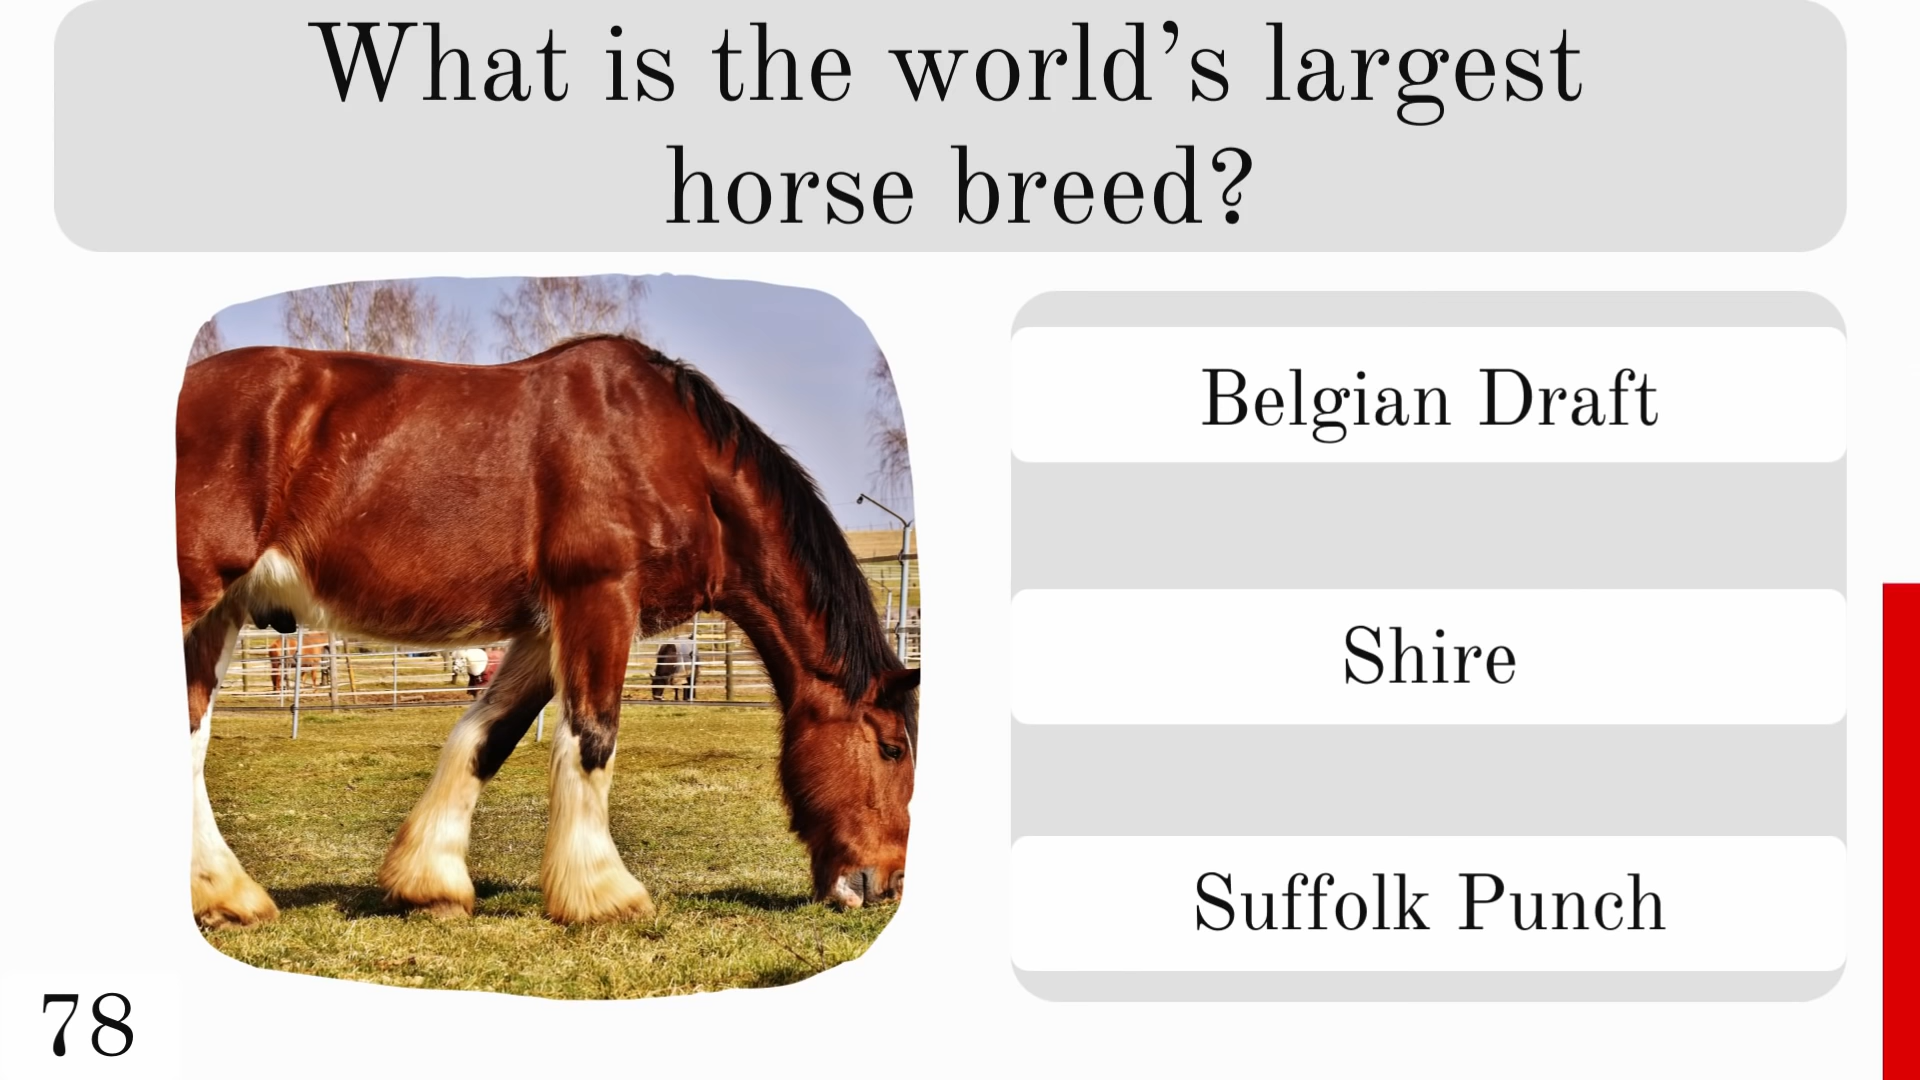 What is the world’s largest
horse breed?
Belgian Draft
Shire
Suffolk Punch
78